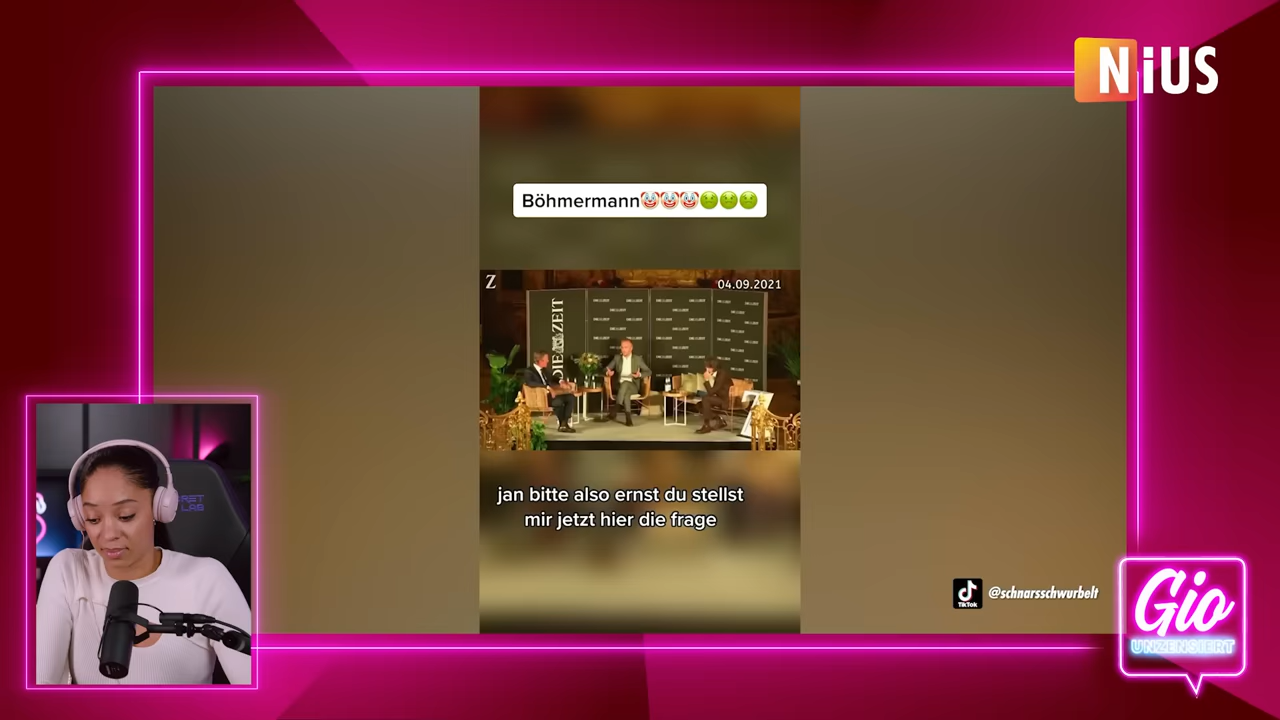 NiUS
Böhmermann🤡🤡🤡🤢🤢🤢
Z
04.09.2021
DIE ZEIT
jan bitte also ernst du stellst
mir jetzt hier die frage
TikTok
@schnarsschwurbelt
Gio
UNZENSIERT